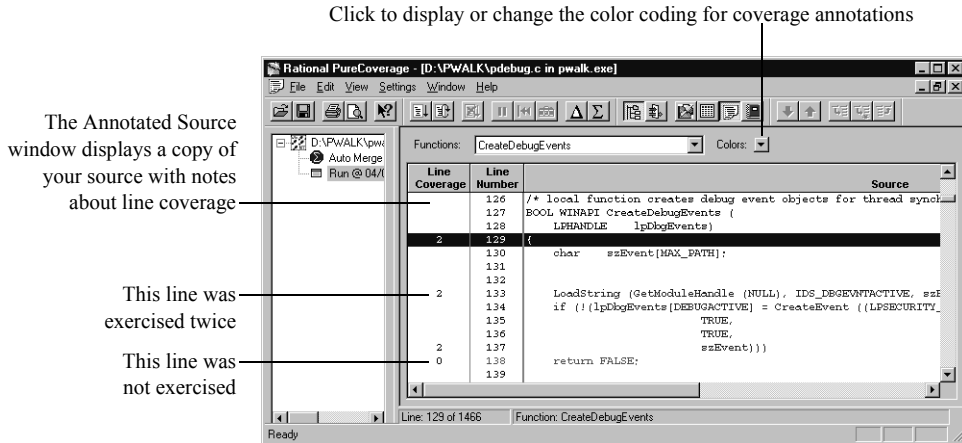 Click to display or change the color coding for coverage annotations
Rational PureCoverage - [D:\PWALK\pdebug.c in pwalk.exe]
File Edit View Settings Window Help
The Annotated Source
window displays a copy of
your source with notes
about line coverage
D:\PWALK\pwa
Auto Merge
Run @ 04/0
Functions: CreateDebugEvents Colors:
Line Coverage Line Number Source
126 /* local function creates debug event objects for thread synch
127 BOOL WINAPI CreateDebugEvents (
128 LPHANDLE lpDbgEvents)
2 129 {
130 char szEvent[MAX_PATH];
131
132
2 133 LoadString (GetModuleHandle (NULL), IDS_DBGEVNTACTIVE, szE
134 if (!(lpDbgEvents[DEBUGACTIVE] = CreateEvent ((LPSECURITY_
135 TRUE,
136 TRUE,
2 137 szEvent)))
0 138 return FALSE;
139
This line was
exercised twice
This line was
not exercised
Line: 129 of 1466 Function: CreateDebugEvents
Ready